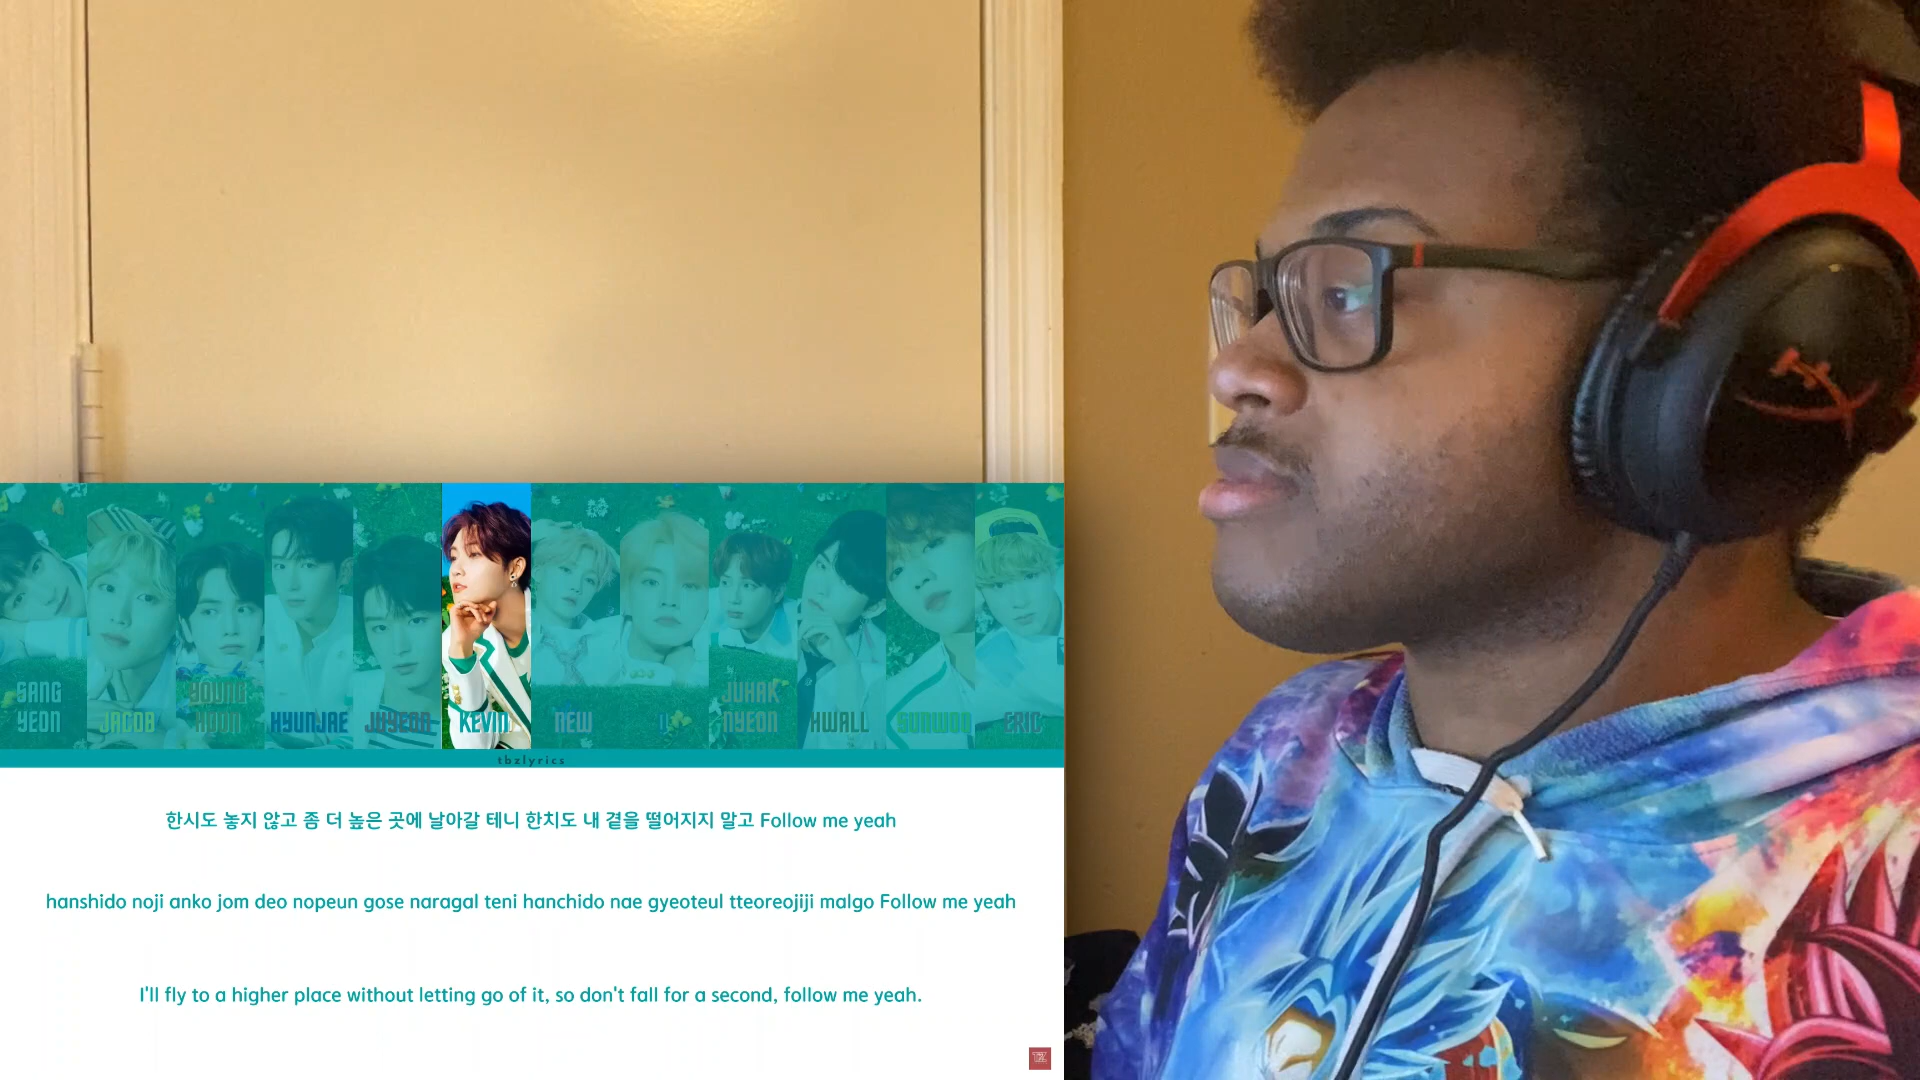 SANG YEON
JACOB
YOUNG HOON
HYUNJAE
JUYEON
KEVIN
NEW
Q
JUHAK NYEON
HWALL
SUNWOO
ERIC
tbzlyrics
한시도 놓지 않고 좀 더 높은 곳에 날아갈 테니 한치도 내 곁을 떨어지지 말고 Follow me yeah
hanshido noji anko jom deo nopeun gose naragal teni hanchido nae gyeoteul tteoreojiji malgo Follow me yeah
I'll fly to a higher place without letting go of it, so don't fall for a second, follow me yeah.